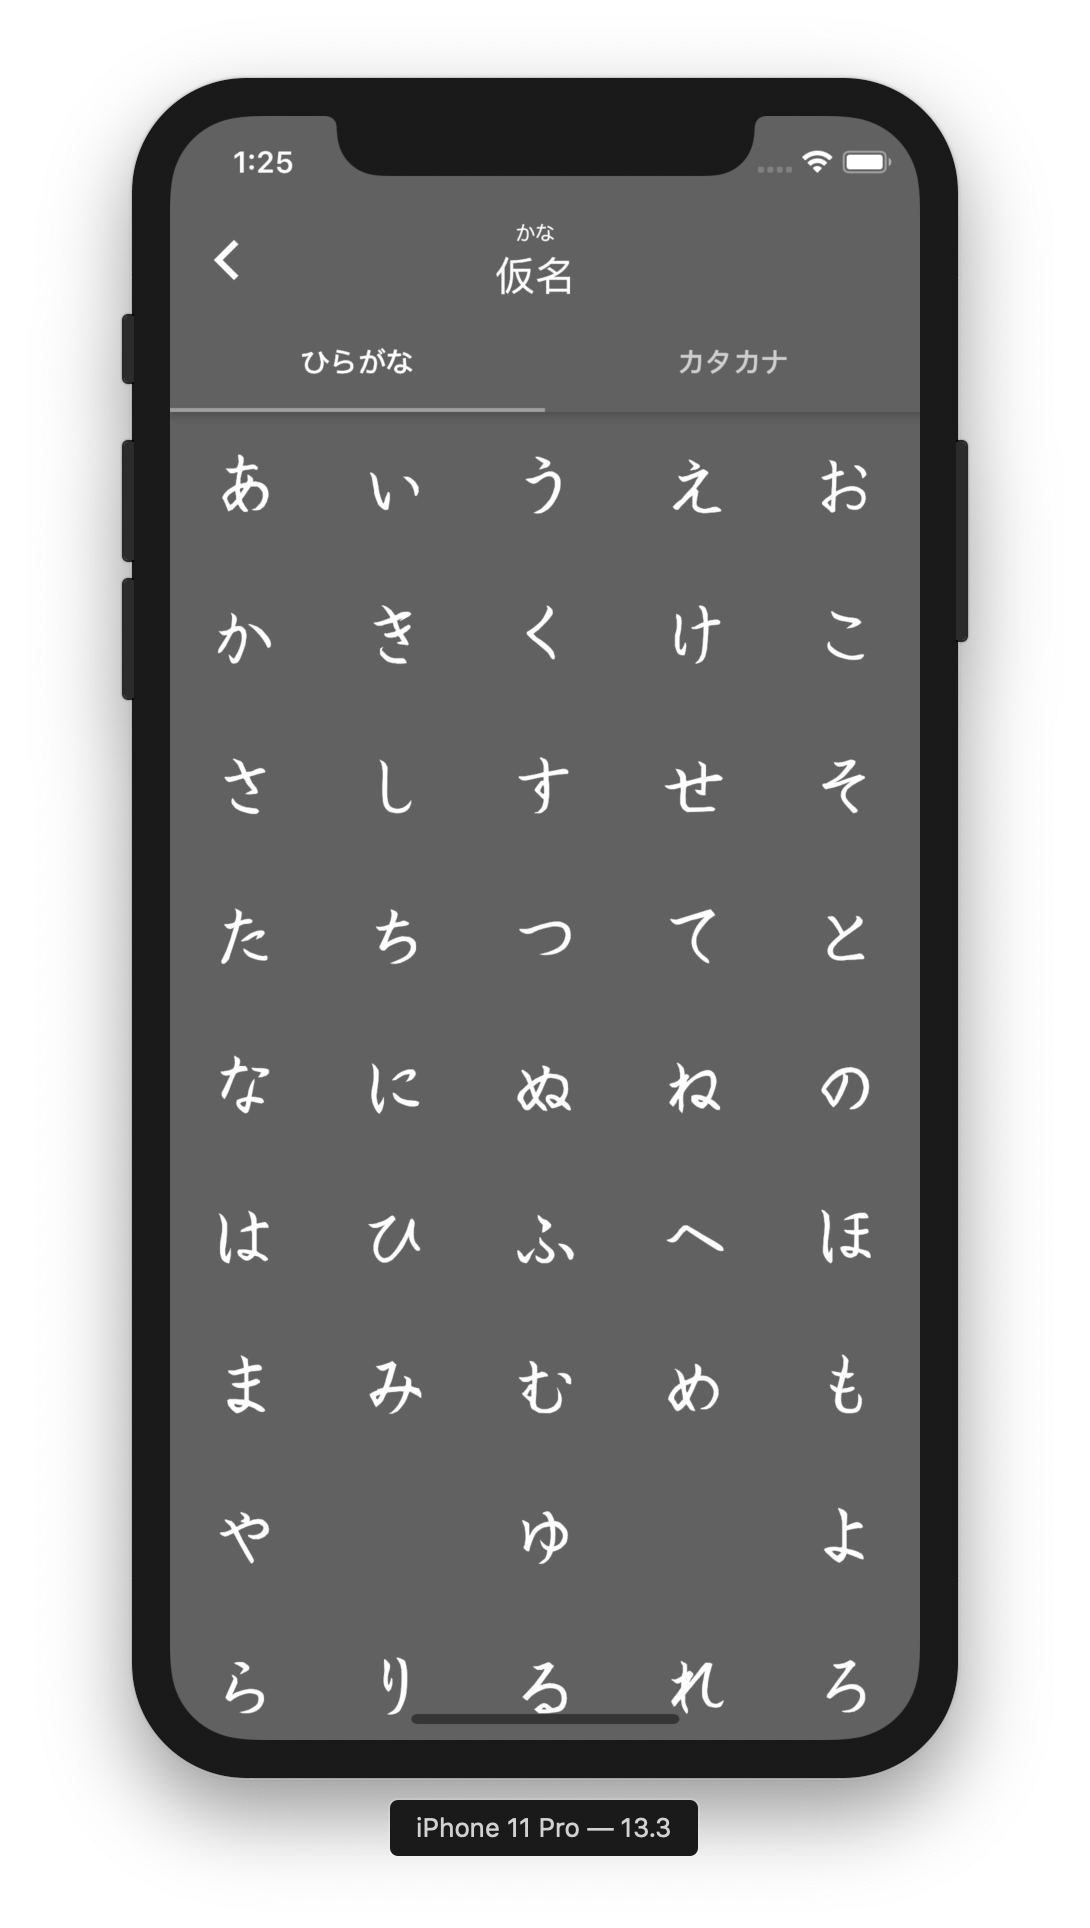 1:25
かな
仮名
ひらがな カタカナ
あ い う え お
か き く け こ
さ し す せ そ
た ち つ て と
な に ぬ ね の
は ひ ふ へ ほ
ま み む め も
や ゆ よ
ら り る れ ろ
iPhone 11 Pro — 13.3